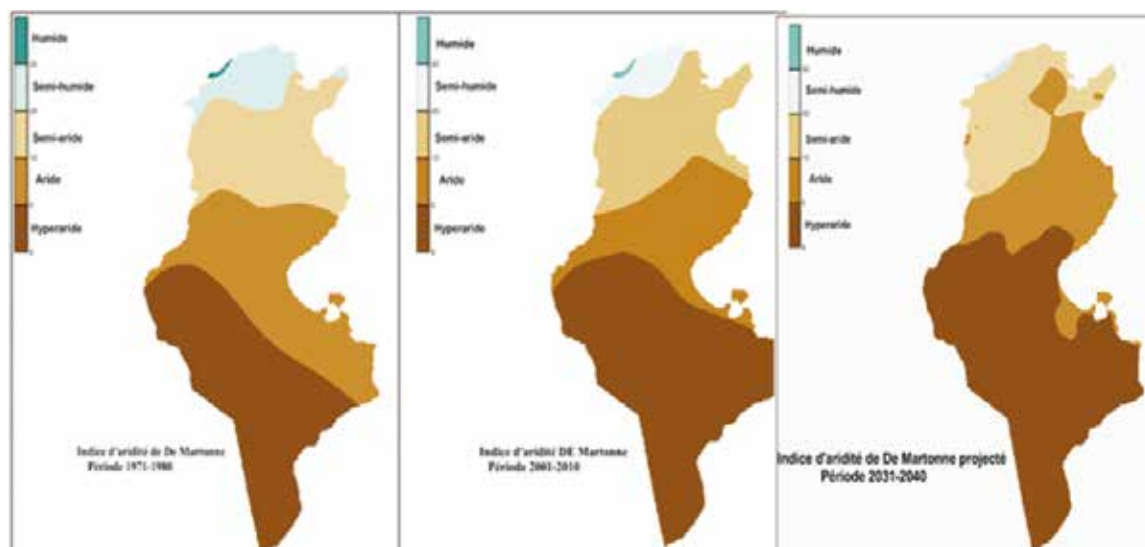 Humide
Semi-humide
Semi-aride
Aride
Hyperaride
Indice d'aridité de De Martonne
Période 1971-1980
Humide
Semi-humide
Semi-aride
Aride
Hyperaride
Indice d'aridité DE Martonne
Période 2001-2010
Humide
Semi-humide
Semi-aride
Aride
Hyperaride
Indice d'aridité de De Martonne projecté
Période 2031-2040